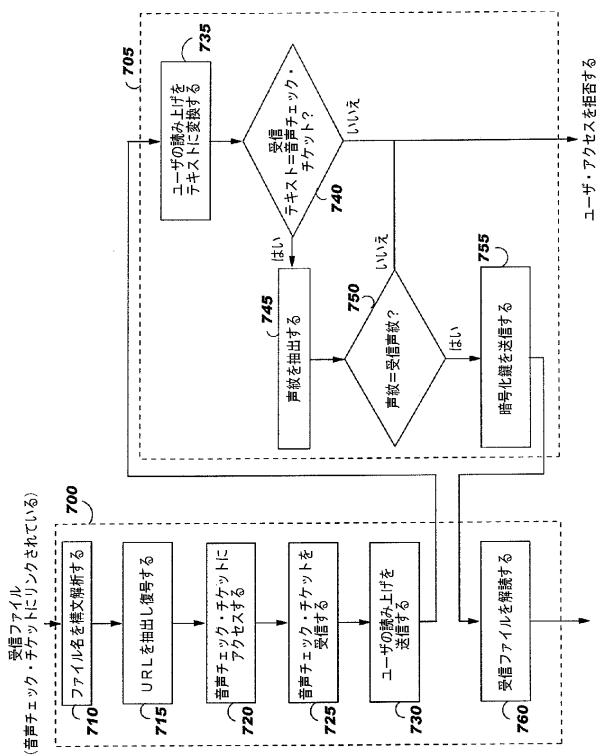 受信ファイル
(音声チェック・チケットにリンクされている)
700
ファイル名を構文解析する
710
URLを抽出し復号する
715
音声チェック・チケットに
アクセスする
720
音声チェック・チケットを
受信する
725
ユーザの読み上げを
送信する
730
受信ファイルを解読する
760
705
ユーザの読み上げを
テキストに変換する
735
受信
テキスト=音声チェック・
チケット?
740
はい
いいえ
745
声紋を抽出する
750
声紋=受信声紋?
いいえ
はい
755
暗号化鍵を送信する
ユーザ・アクセスを拒否する